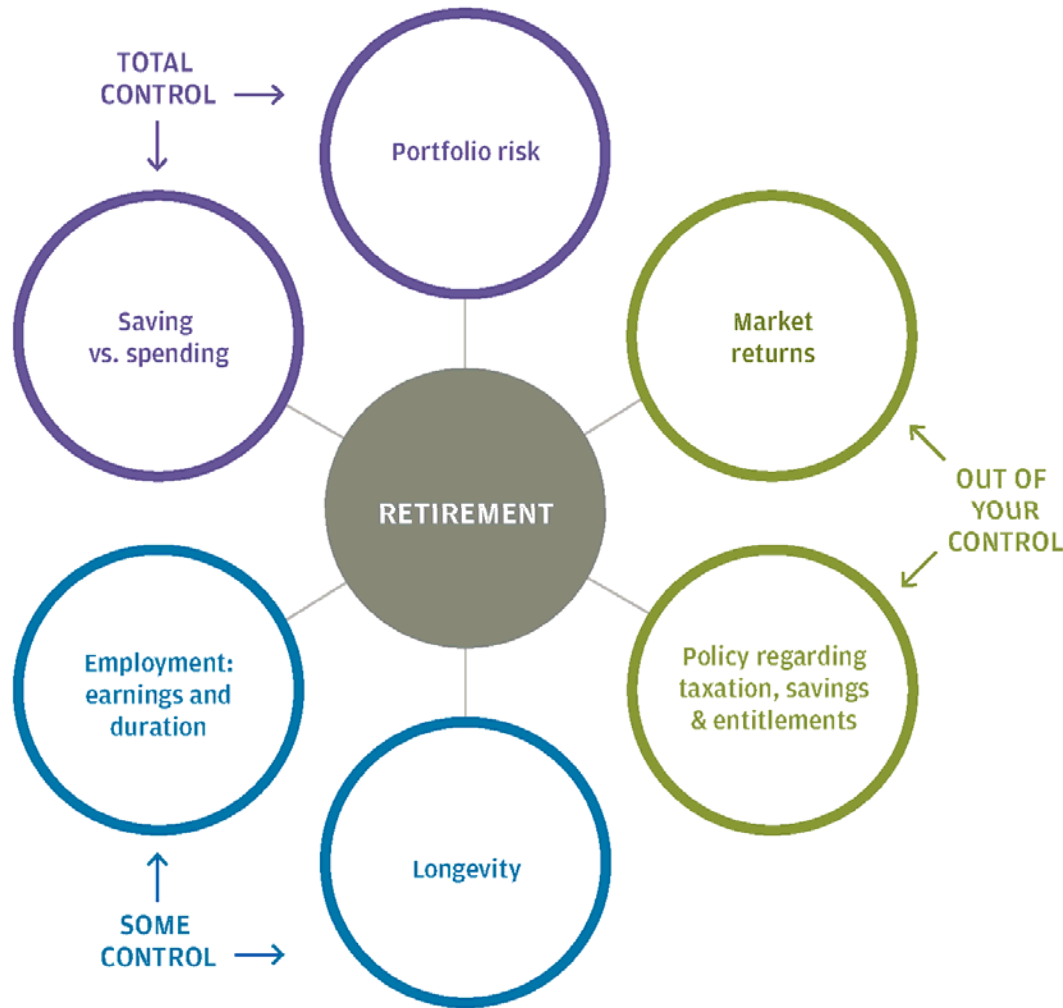 TOTAL
CONTROL
Portfolio risk
Saving
vs. spending
Market
returns
RETIREMENT
OUT OF
YOUR
CONTROL
Employment:
earnings and
duration
Policy regarding
taxation, savings
& entitlements
Longevity
SOME
CONTROL